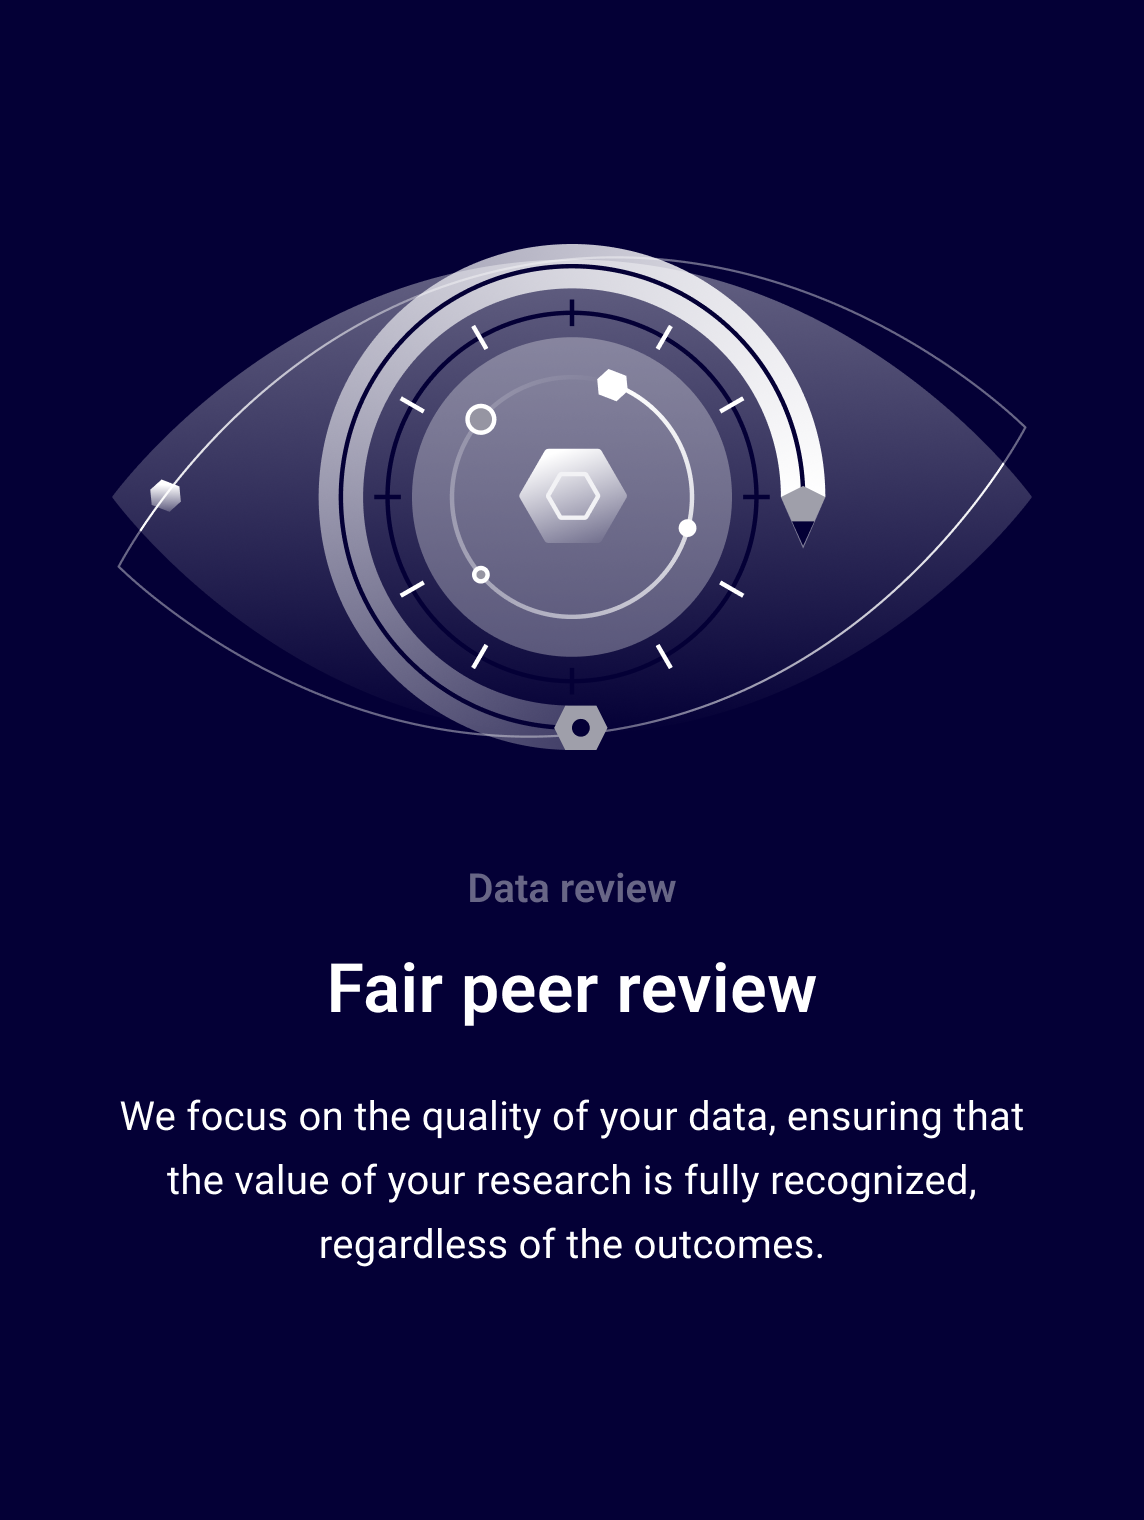 Data review
Fair peer review
We focus on the quality of your data, ensuring that
the value of your research is fully recognized,
regardless of the outcomes.